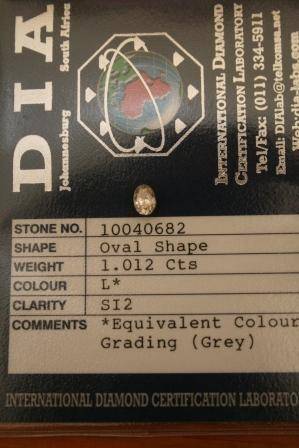 DIA
Johannesburg South Africa
INTERNATIONAL DIAMOND
CERTIFICATION LABORATORY
Tel/Fax: (011) 334-5911
Email: DIAlab@telkomsa.net
STONE NO. 10040682
SHAPE Oval Shape
WEIGHT 1.012 Cts
COLOUR L*
CLARITY SI2
COMMENTS *Equivalent Colour
Grading (Grey)
INTERNATIONAL DIAMOND CERTIFICATION LABORATO